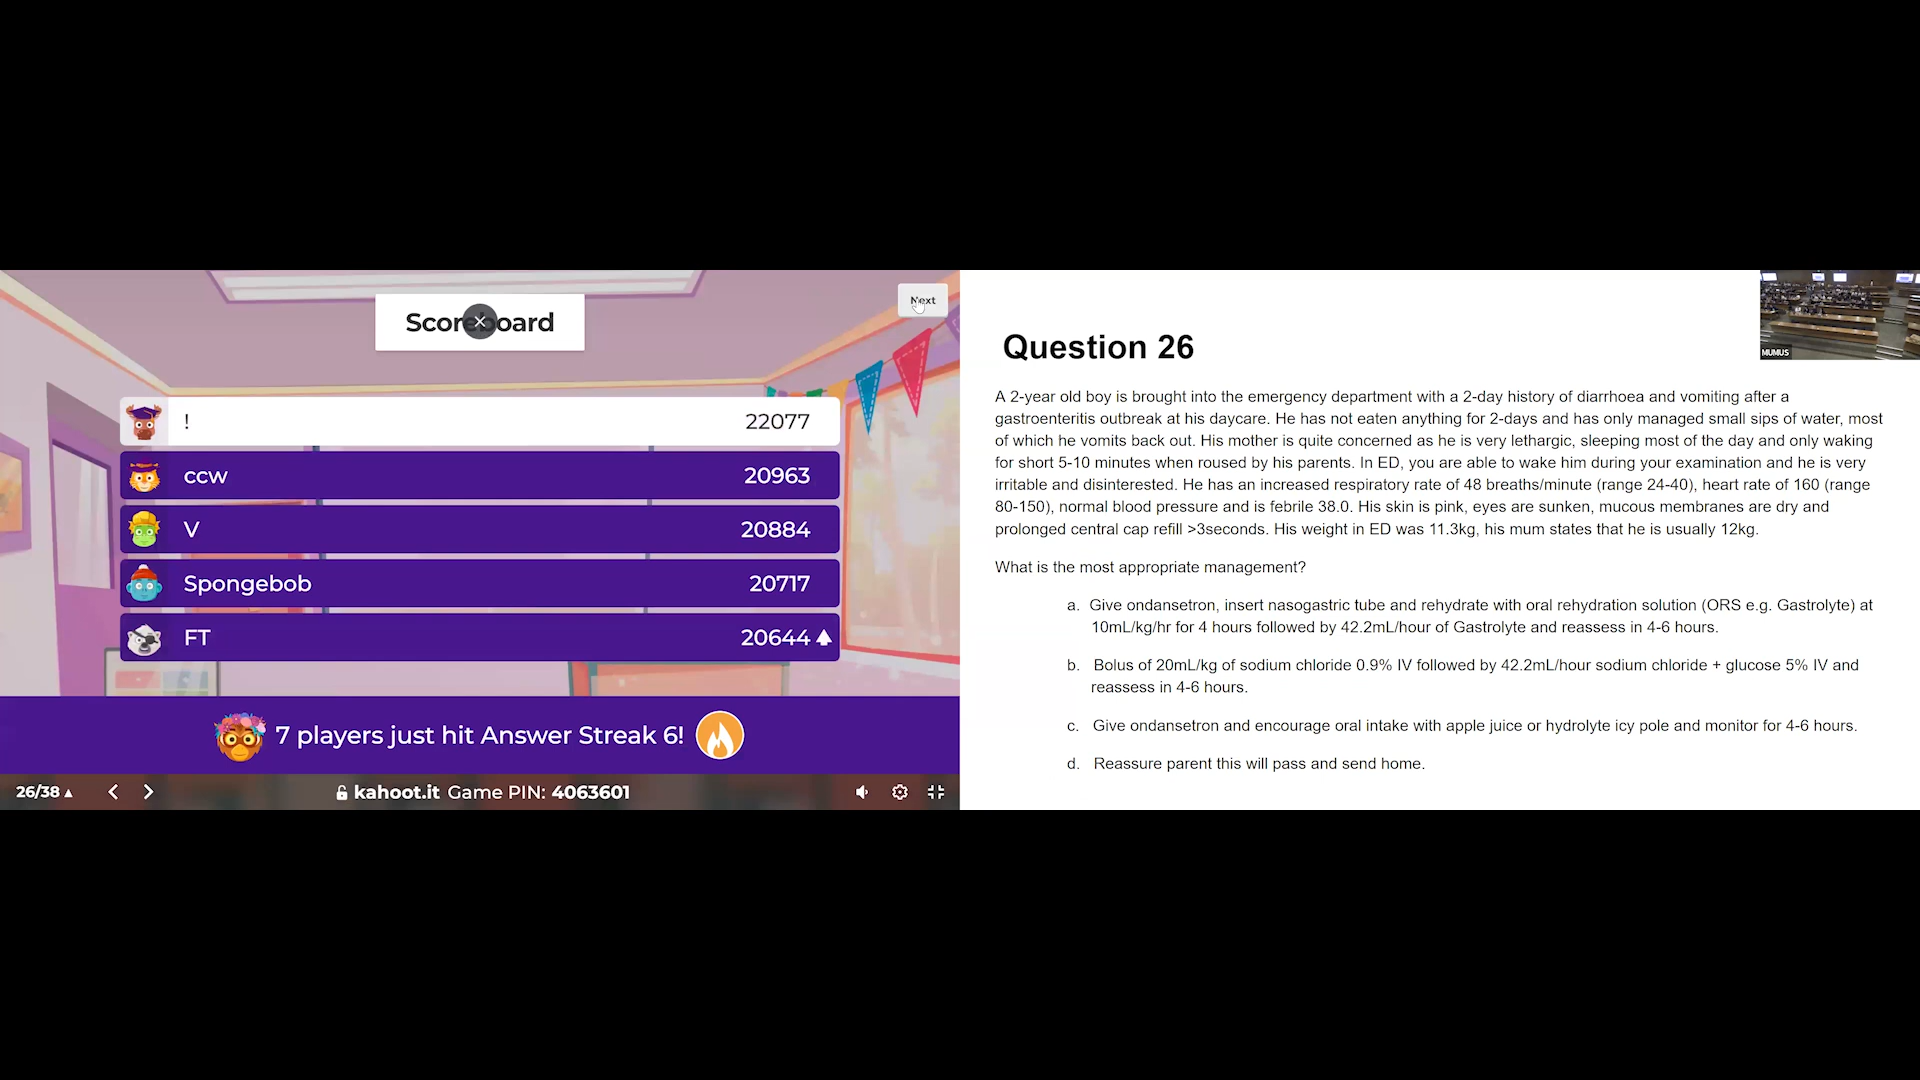 Scoreboard
Next
! 22077
ccw 20963
V 20884
Spongebob 20717
FT 20644
7 players just hit Answer Streak 6!
26/38 kahoot.it Game PIN: 4063601
MUMUS
Question 26
A 2-year old boy is brought into the emergency department with a 2-day history of diarrhoea and vomiting after a
gastroenteritis outbreak at his daycare. He has not eaten anything for 2-days and has only managed small sips of water, most
of which he vomits back out. His mother is quite concerned as he is very lethargic, sleeping most of the day and only waking
for short 5-10 minutes when roused by his parents. In ED, you are able to wake him during your examination and he is very
irritable and disinterested. He has an increased respiratory rate of 48 breaths/minute (range 24-40), heart rate of 160 (range
80-150), normal blood pressure and is febrile 38.0. His skin is pink, eyes are sunken, mucous membranes are dry and
prolonged central cap refill >3seconds. His weight in ED was 11.3kg, his mum states that he is usually 12kg.
What is the most appropriate management?
a. Give ondansetron, insert nasogastric tube and rehydrate with oral rehydration solution (ORS e.g. Gastrolyte) at
10mL/kg/hr for 4 hours followed by 42.2mL/hour of Gastrolyte and reassess in 4-6 hours.
b. Bolus of 20mL/kg of sodium chloride 0.9% IV followed by 42.2mL/hour sodium chloride + glucose 5% IV and
reassess in 4-6 hours.
c. Give ondansetron and encourage oral intake with apple juice or hydrolyte icy pole and monitor for 4-6 hours.
d. Reassure parent this will pass and send home.